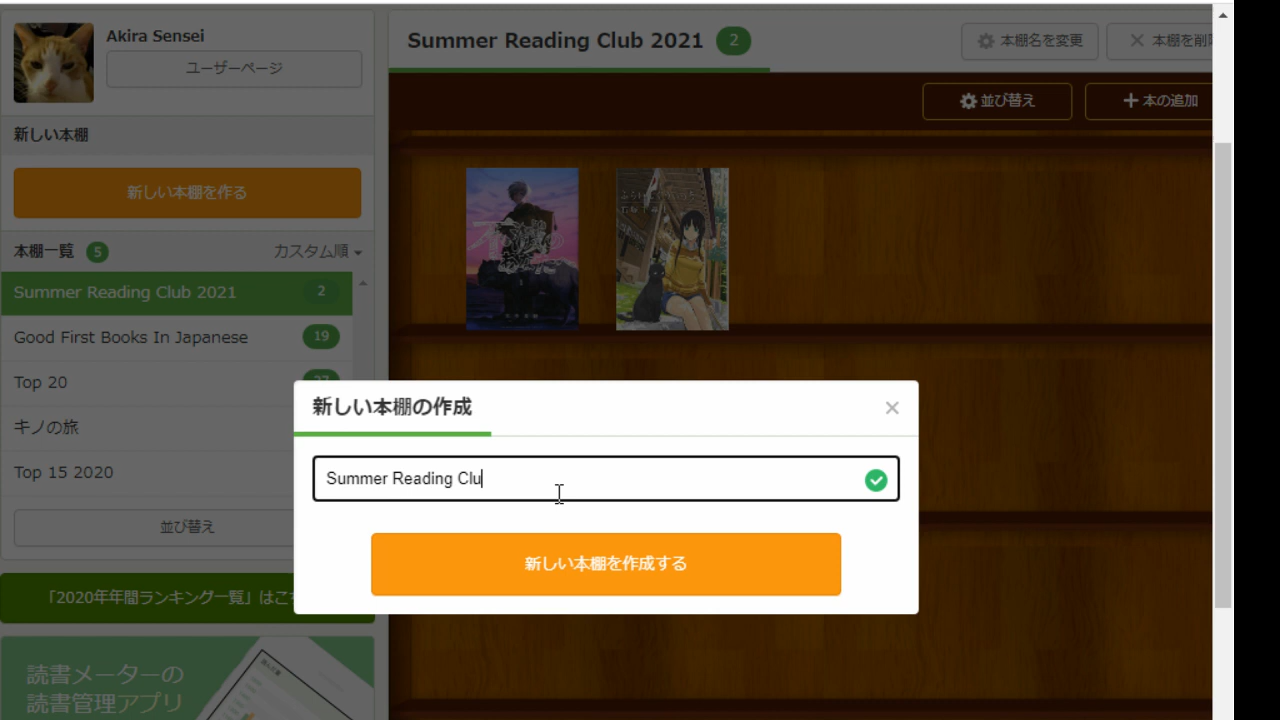 Akira Sensei
ユーザーページ
新しい本棚
新しい本棚を作る
本棚一覧 5
カスタム順
Summer Reading Club 2021 2
Good First Books In Japanese 19
Top 20 27
キノの旅
Top 15 2020
並び替え
「2020年年間ランキング一覧」はこ
読書メーターの
読書管理アプリ
Summer Reading Club 2021 2
本棚名を変更
本棚を削
並び替え
本の追加
新しい本棚の作成
Summer Reading Clu
新しい本棚を作成する